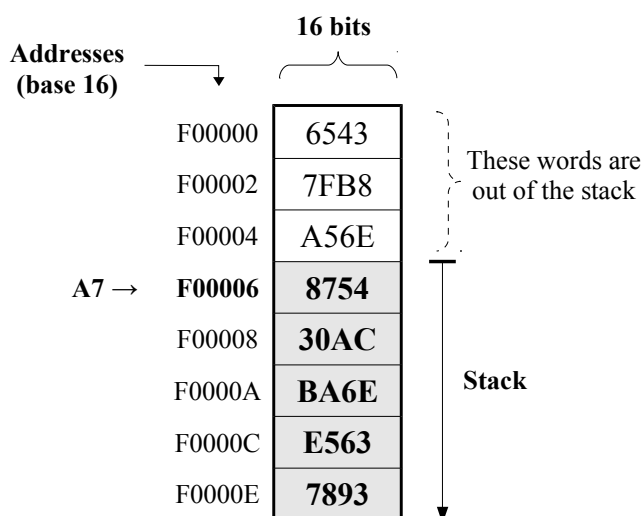 16 bits
Addresses
(base 16)
F00000 6543
F00002 7FB8
F00004 A56E
These words are
out of the stack
A7 → F00006 8754
F00008 30AC
F0000A BA6E
Stack
F0000C E563
F0000E 7893